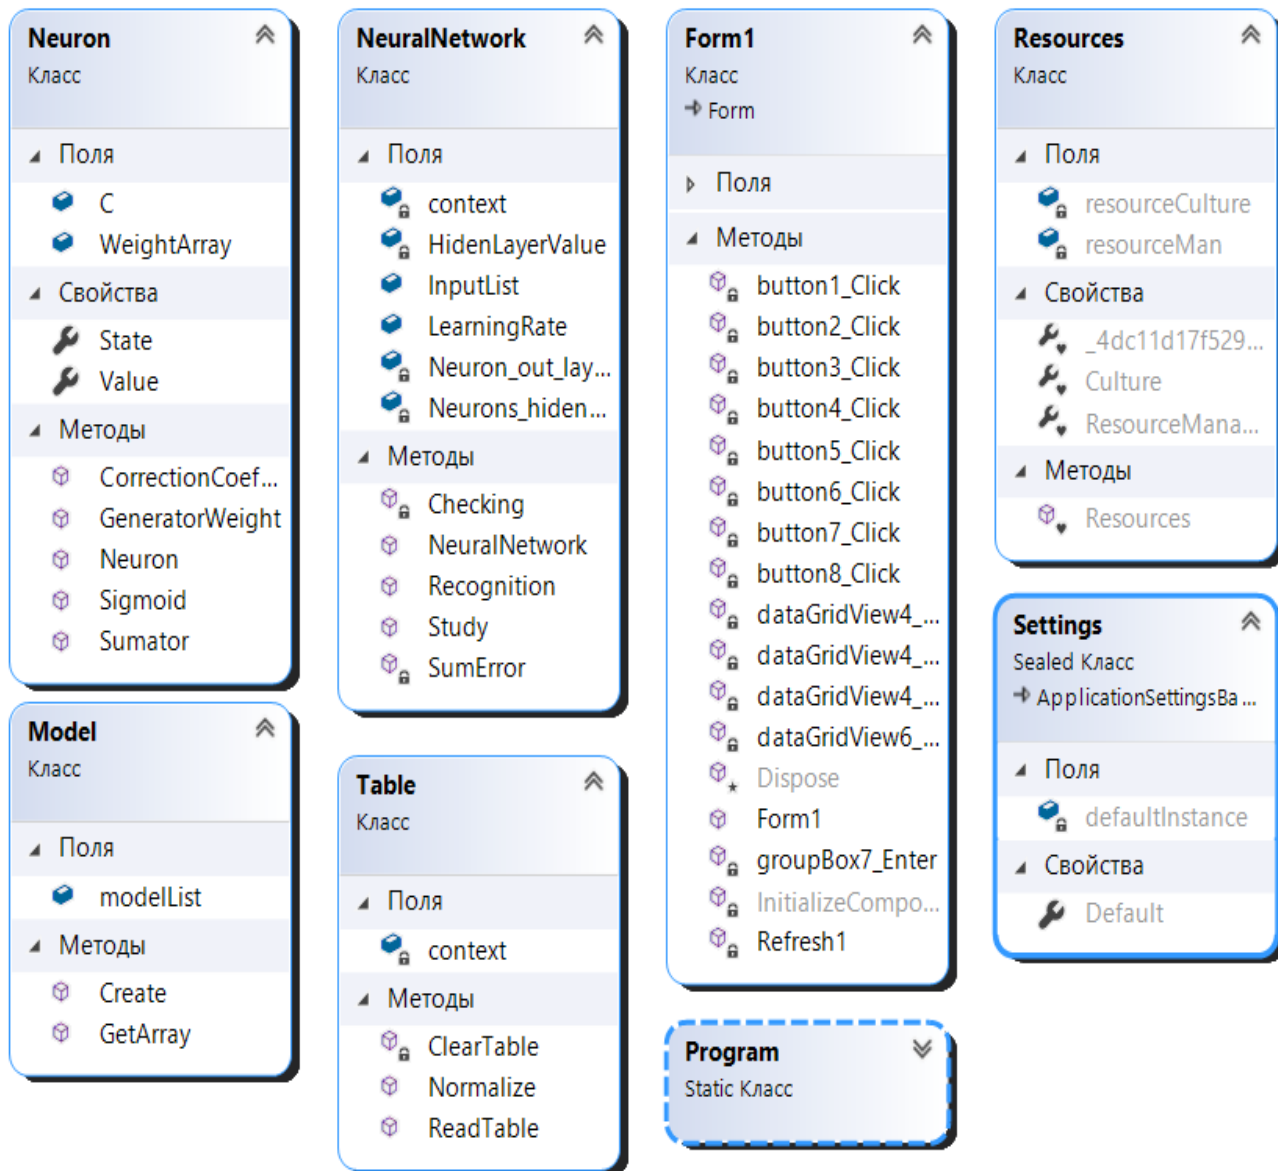 Neuron
Класс
Поля
C
WeightArray
Свойства
State
Value
Методы
CorrectionCoef...
GeneratorWeight
Neuron
Sigmoid
Sumator
Model
Класс
Поля
modelList
Методы
Create
GetArray
NeuralNetwork
Класс
Поля
context
HidenLayerValue
InputList
LearningRate
Neuron_out_lay...
Neurons_hiden...
Методы
Checking
NeuralNetwork
Recognition
Study
SumError
Table
Класс
Поля
context
Методы
ClearTable
Normalize
ReadTable
Form1
Класс
Form
Поля
Методы
button1_Click
button2_Click
button3_Click
button4_Click
button5_Click
button6_Click
button7_Click
button8_Click
dataGridView4_...
dataGridView4_...
dataGridView4_...
dataGridView6_...
Dispose
Form1
groupBox7_Enter
InitializeCompo...
Refresh1
Program
Static Класс
Resources
Класс
Поля
resourceCulture
resourceMan
Свойства
_4dc11d17f529...
Culture
ResourceMana...
Методы
Resources
Settings
Sealed Класс
ApplicationSettingsBa...
Поля
defaultInstance
Свойства
Default